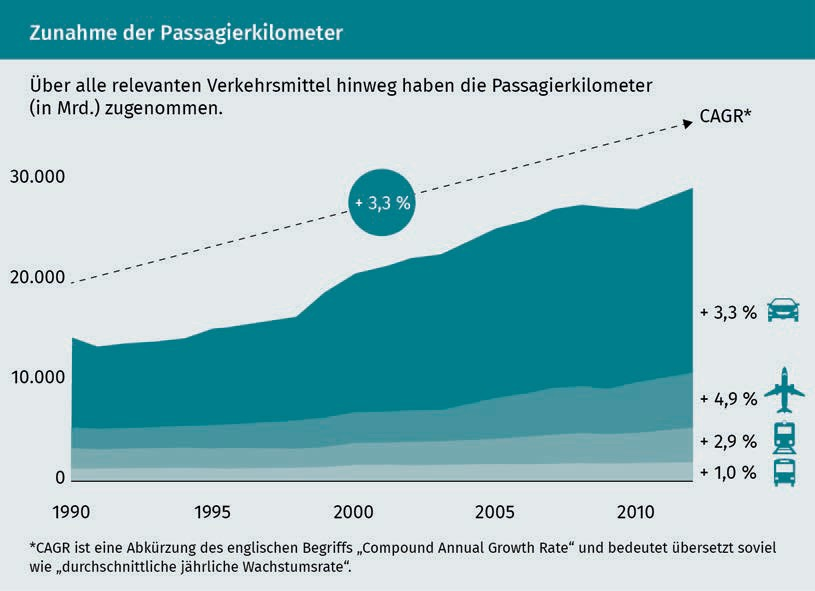 Zunahme der Passagierkilometer
Über alle relevanten Verkehrsmittel hinweg haben die Passagierkilometer
(in Mrd.) zugenommen.
CAGR*
30.000
+ 3,3 %
20.000
+ 3,3 %
10.000
+ 4,9 %
+ 2,9 %
+ 1,0 %
0
1990 1995 2000 2005 2010
*CAGR ist eine Abkürzung des englischen Begriffs „Compound Annual Growth Rate“ und bedeutet übersetzt soviel
wie „durchschnittliche jährliche Wachstumsrate“.